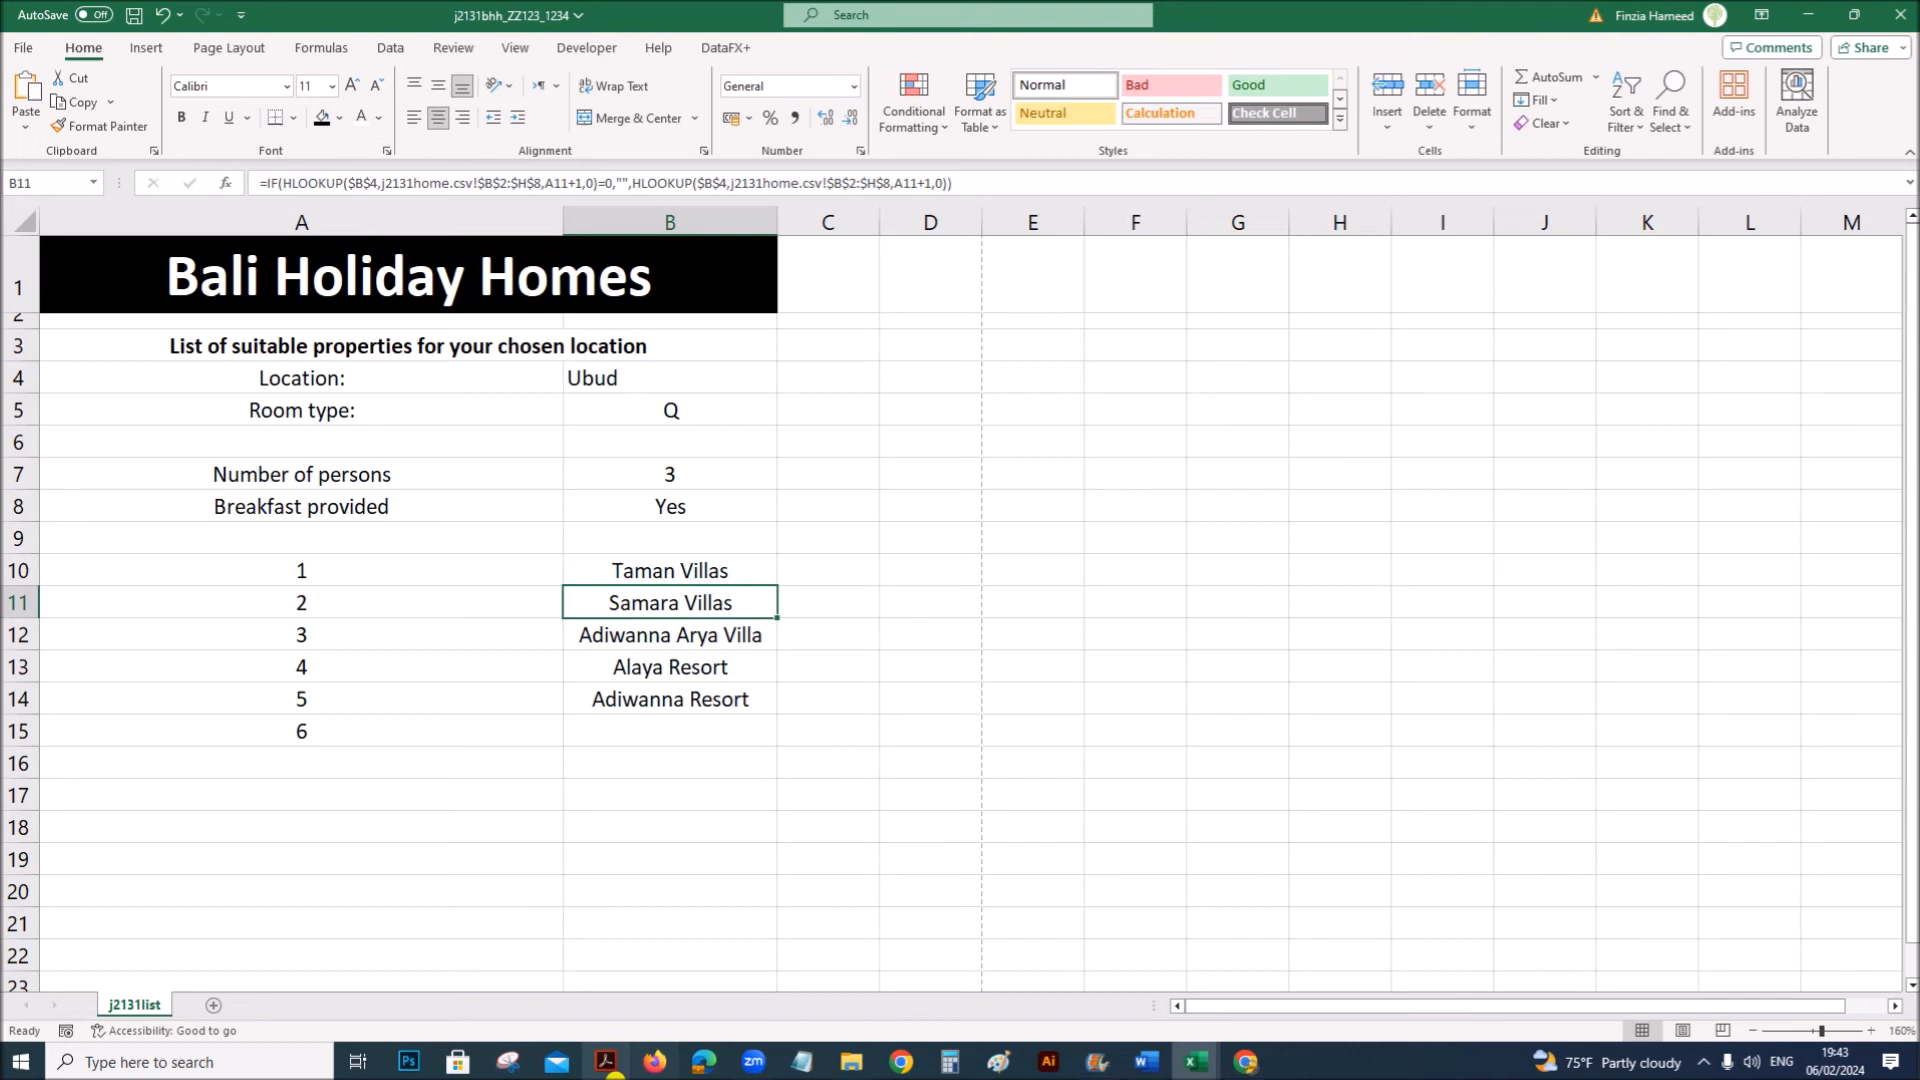 AutoSave Off j2131bhh_ZZ123_1234 Search Finzia Hameed
File Home Insert Page Layout Formulas Data Review View Developer Help DataFX+ Comments Share
Cut
Copy
Format Painter
Paste
Clipboard
Calibri 11
B I U
Font
Wrap Text
Merge & Center
Alignment
General
Number
Conditional Formatting
Format as Table
Normal Bad Good
Neutral Calculation Check Cell
Styles
Insert Delete Format
Cells
AutoSum
Fill
Clear
Sort & Filter
Find & Select
Editing
Add-ins
Add-ins
Analyze Data
B11 fx =IF(HLOOKUP($B$4,j2131home.csv!$B$2:$H$8,A11+1,0)=0,"",HLOOKUP($B$4,j2131home.csv!$B$2:$H$8,A11+1,0))
A B C D E F G H I J K L M
1 Bali Holiday Homes
2
3 List of suitable properties for your chosen location
4 Location: Ubud
5 Room type: Q
6
7 Number of persons 3
8 Breakfast provided Yes
9
10 1 Taman Villas
11 2 Samara Villas
12 3 Adiwanna Arya Villa
13 4 Alaya Resort
14 5 Adiwanna Resort
15 6
16
17
18
19
20
21
22
23
j2131list
Ready Accessibility: Good to go 160%
Type here to search Ps zm Ai 75°F Partly cloudy ENG 19:43
06/02/2024